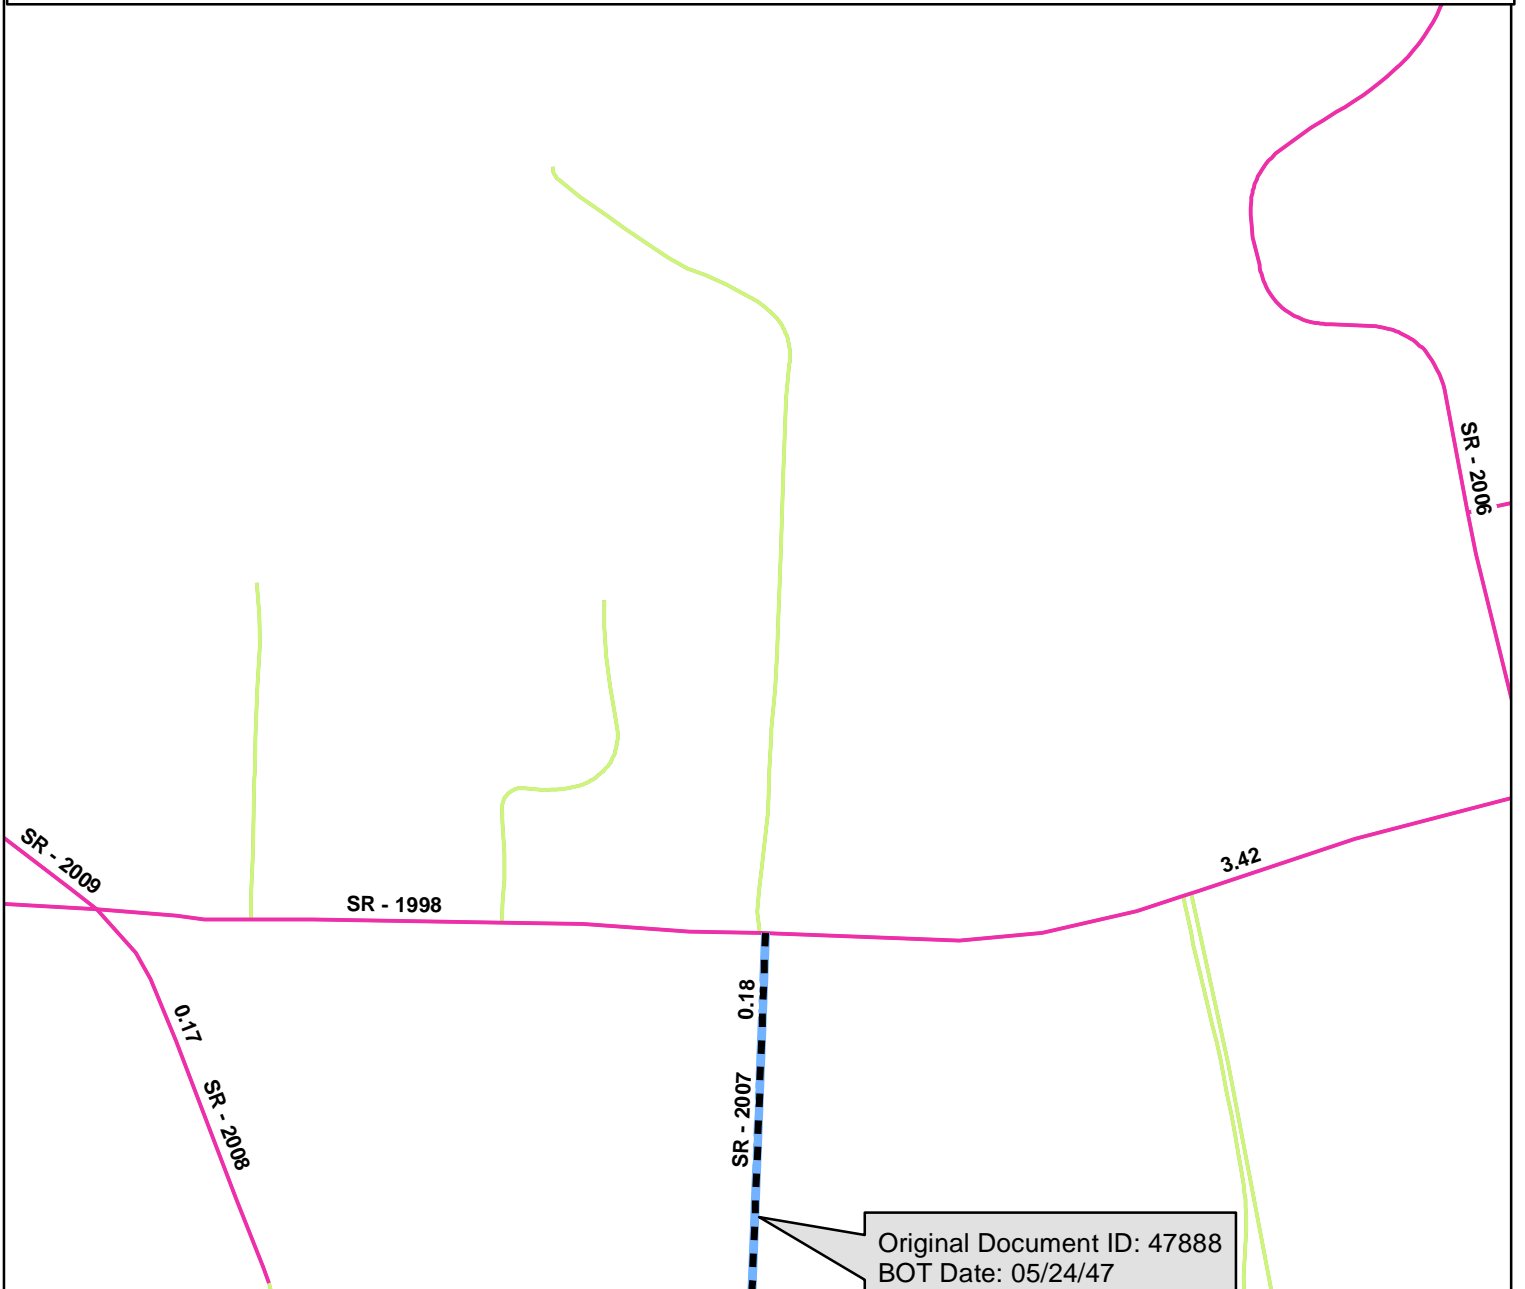 SR - 2006
SR - 2009
3.42
SR - 1998
0.18
0.17
SR - 2007
SR - 2008
Original Document ID: 47888
BOT Date: 05/24/47